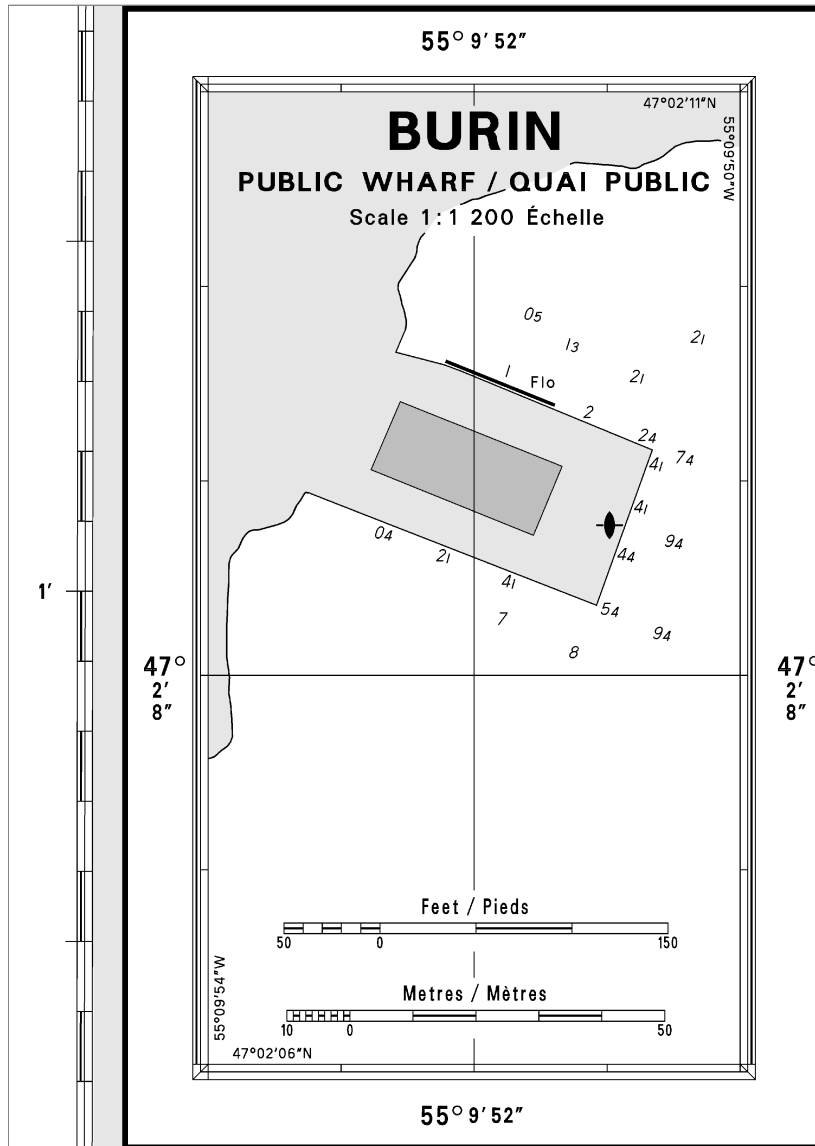 55° 9' 52"
47°02'11"N
55°09'50"W
BURIN
PUBLIC WHARF / QUAI PUBLIC
Scale 1:1 200 Échelle
0₅
1₃
2₁
1
Flo
2₁
2
2₄
4₁
7₄
4₁
0₄
2₁
4₄
9₄
4₁
7
5₄
8
9₄
1'
47°
2'
8"
47°
2'
8"
Feet / Pieds
50 0 150
Metres / Mètres
10 0 50
55°09'54"W
47°02'06"N
55° 9' 52"